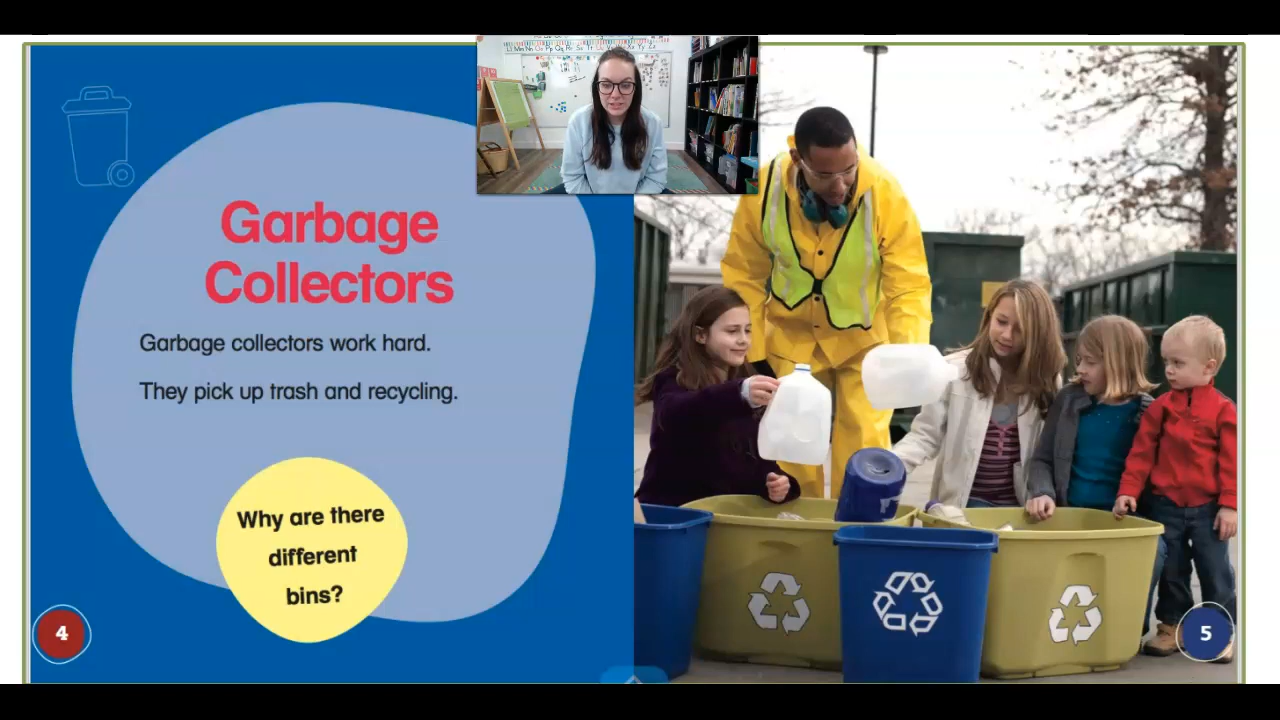 Garbage
Collectors
Garbage collectors work hard.
They pick up trash and recycling.
Why are there
different
bins?
4
5